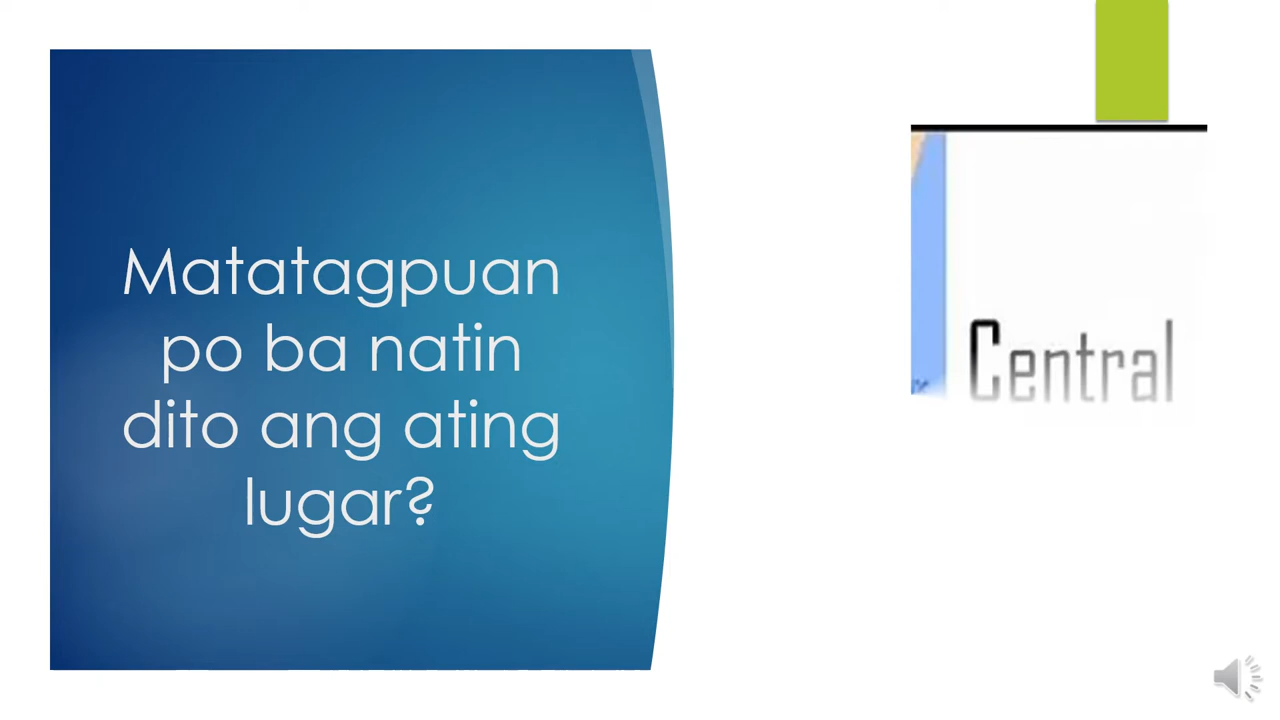 Matatagpuan
po ba natin
dito ang ating
lugar?
Central